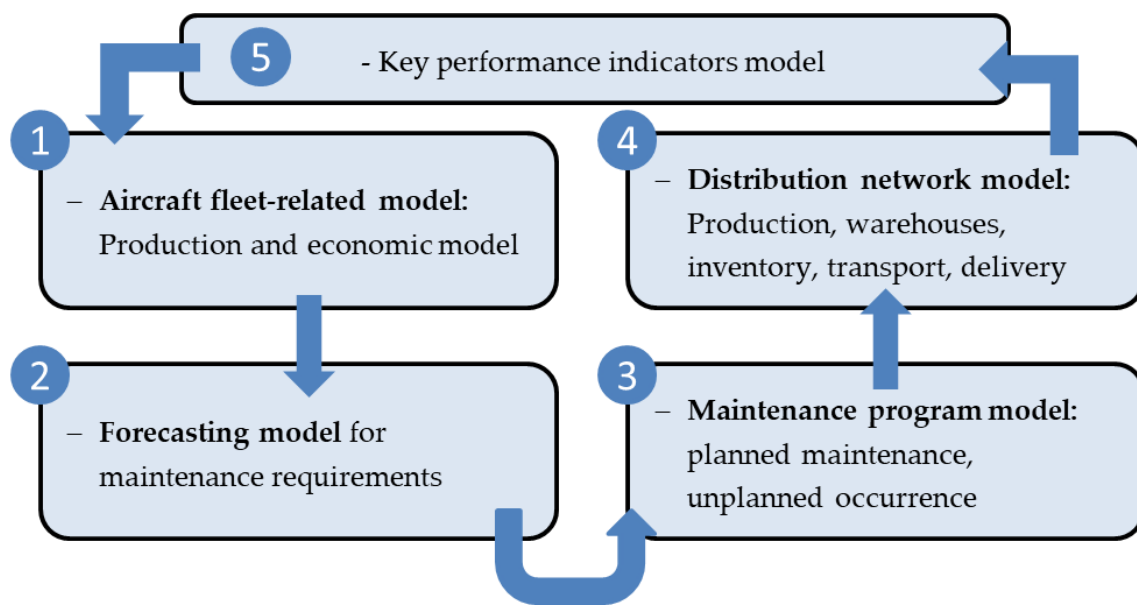 5
- Key performance indicators model
1
– Aircraft fleet-related model:
Production and economic model
2
– Forecasting model for
maintenance requirements
3
– Maintenance program model:
planned maintenance,
unplanned occurrence
4
– Distribution network model:
Production, warehouses,
inventory, transport, delivery